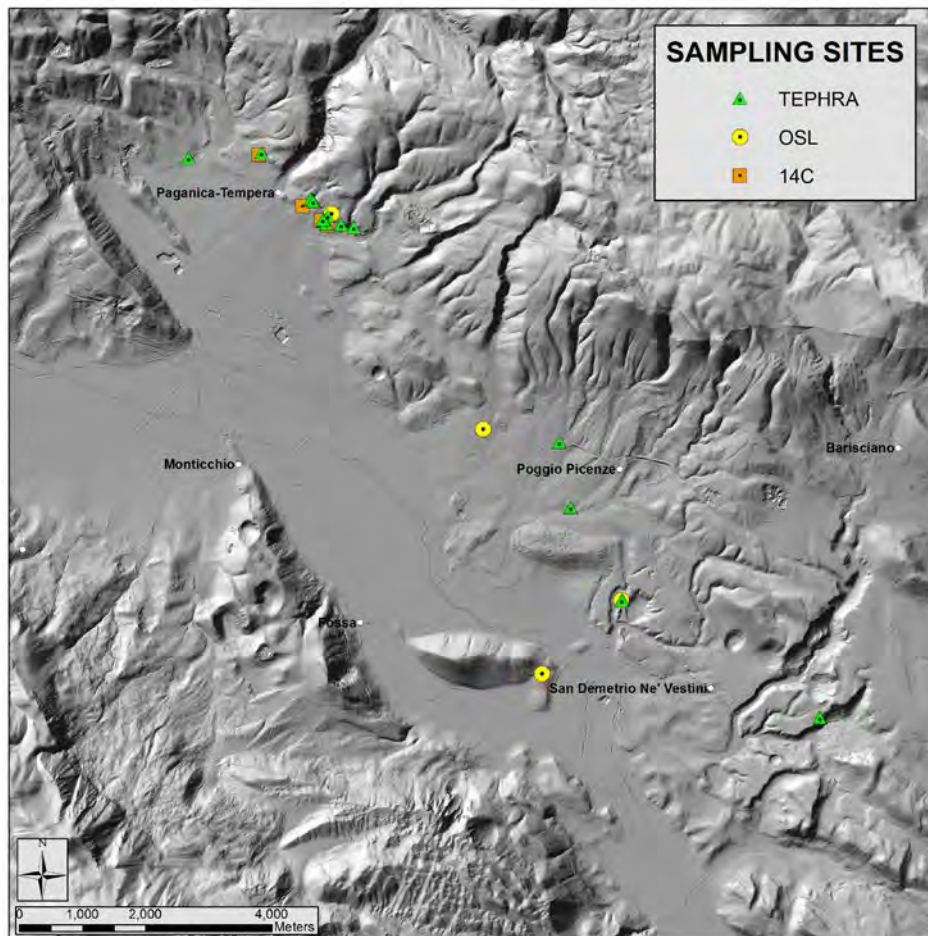 SAMPLING SITES
TEPHRA
OSL
14C
Paganica-Tempera
Barisciano
Monticchio
Poggio Picenze
Fossa
San Demetrio Ne' Vestini
N
0 1,000 2,000 4,000
Meters